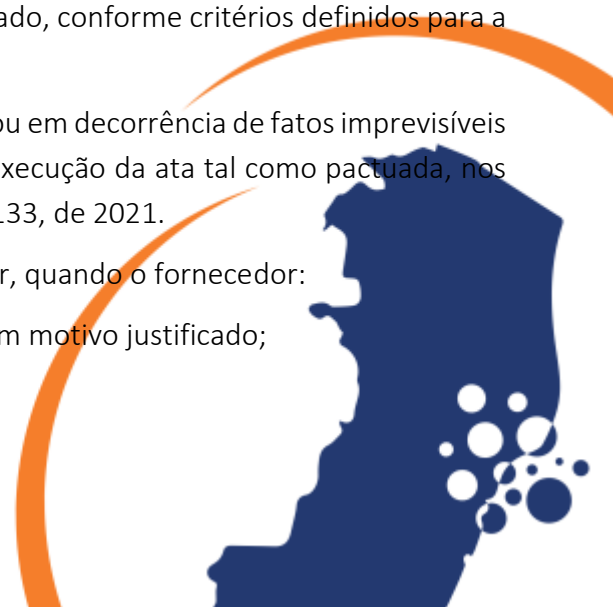 ado, conforme critérios definidos para a
ou em decorrência de fatos imprevisíveis
xecução da ata tal como pactuada, nos
133, de 2021.
r, quando o fornecedor:
m motivo justificado;